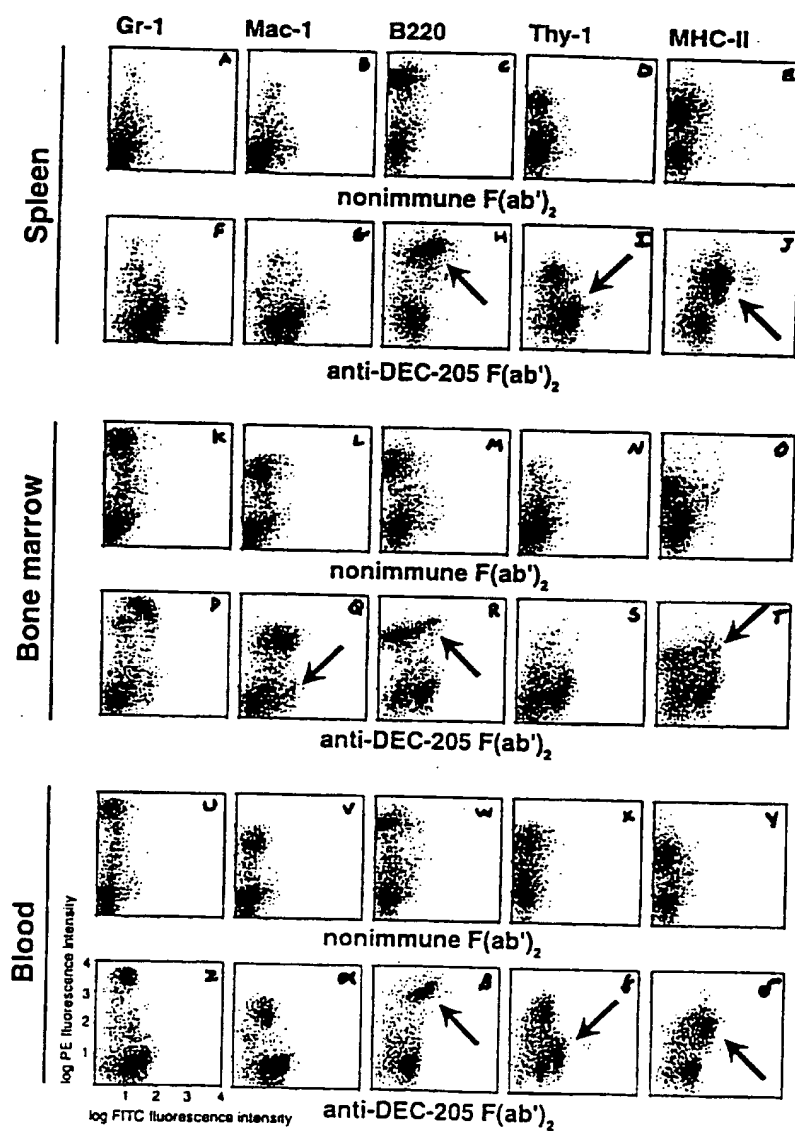 Gr-1 Mac-1 B220 Thy-1 MHC-II
A B C D E
Spleen
nonimmune F(ab')₂
F G H I J
anti-DEC-205 F(ab')₂
K L M N O
Bone marrow
nonimmune F(ab')₂
P Q R S T
anti-DEC-205 F(ab')₂
U V W X Y
Blood
nonimmune F(ab')₂
Z α β γ δ
log PE fluorescence intensity
4
3
2
1
1 2 3 4
log FITC fluorescence intensity
anti-DEC-205 F(ab')₂